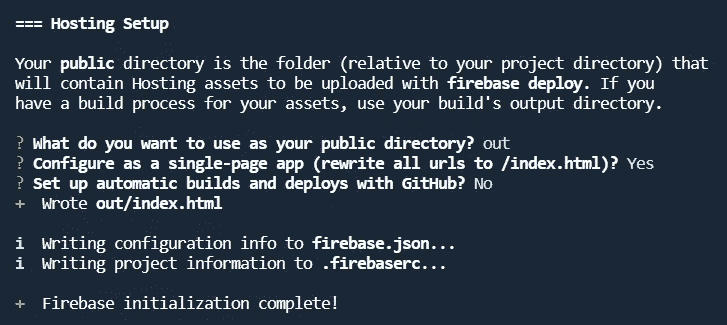 === Hosting Setup
Your public directory is the folder (relative to your project directory) that
will contain Hosting assets to be uploaded with firebase deploy. If you
have a build process for your assets, use your build's output directory.
? What do you want to use as your public directory? out
? Configure as a single-page app (rewrite all urls to /index.html)? Yes
? Set up automatic builds and deploys with GitHub? No
+  Wrote out/index.html
i  Writing configuration info to firebase.json...
i  Writing project information to .firebaserc...
+  Firebase initialization complete!